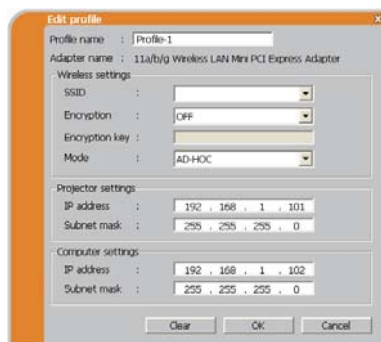 Edit profile
Profile name : Profile-1
Adapter name : 11a/b/g Wireless LAN Mini PCI Express Adapter
Wireless settings
SSID :
Encryption : OFF
Encryption key :
Mode : AD-HOC
Projector settings
IP address : 192 . 168 . 1 . 101
Subnet mask : 255 . 255 . 255 . 0
Computer settings
IP address : 192 . 168 . 1 . 102
Subnet mask : 255 . 255 . 255 . 0
Clear OK Cancel